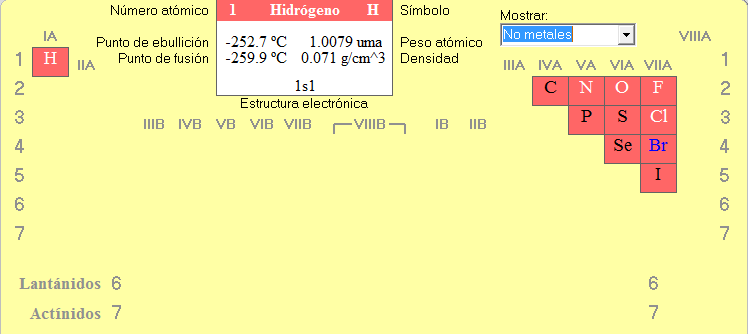 Número atómico 1 Hidrógeno H Símbolo
Mostrar:
No metales
Punto de ebullición -252.7 ºC 1.0079 uma Peso atómico
Punto de fusión -259.9 ºC 0.071 g/cm^3 Densidad
1s1
Estructura electrónica
IA VIIIA
1 H IIA IIIA IVA VA VIA VIIA 1
2 C N O F 2
3 IIIB IVB VB VIB VIIB VIIIB IB IIB P S Cl 3
4 Se Br 4
5 I 5
6 6
7 7
Lantánidos 6 6
Actínidos 7 7